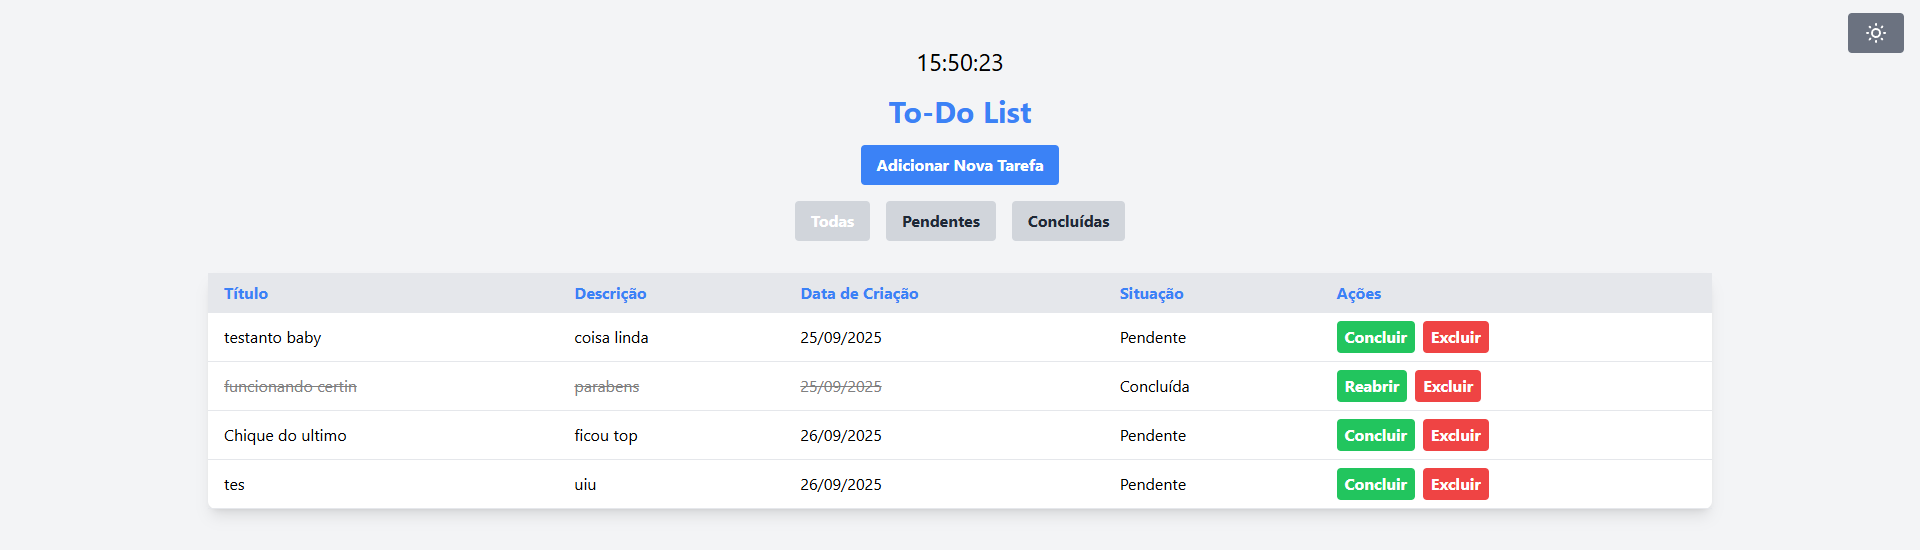 15:50:23
To-Do List
Adicionar Nova Tarefa
Todas Pendentes Concluídas
Título Descrição Data de Criação Situação Ações
testanto baby coisa linda 25/09/2025 Pendente Concluir Excluir
funcionando certin parabens 25/09/2025 Concluída Reabrir Excluir
Chique do ultimo ficou top 26/09/2025 Pendente Concluir Excluir
tes uiu 26/09/2025 Pendente Concluir Excluir